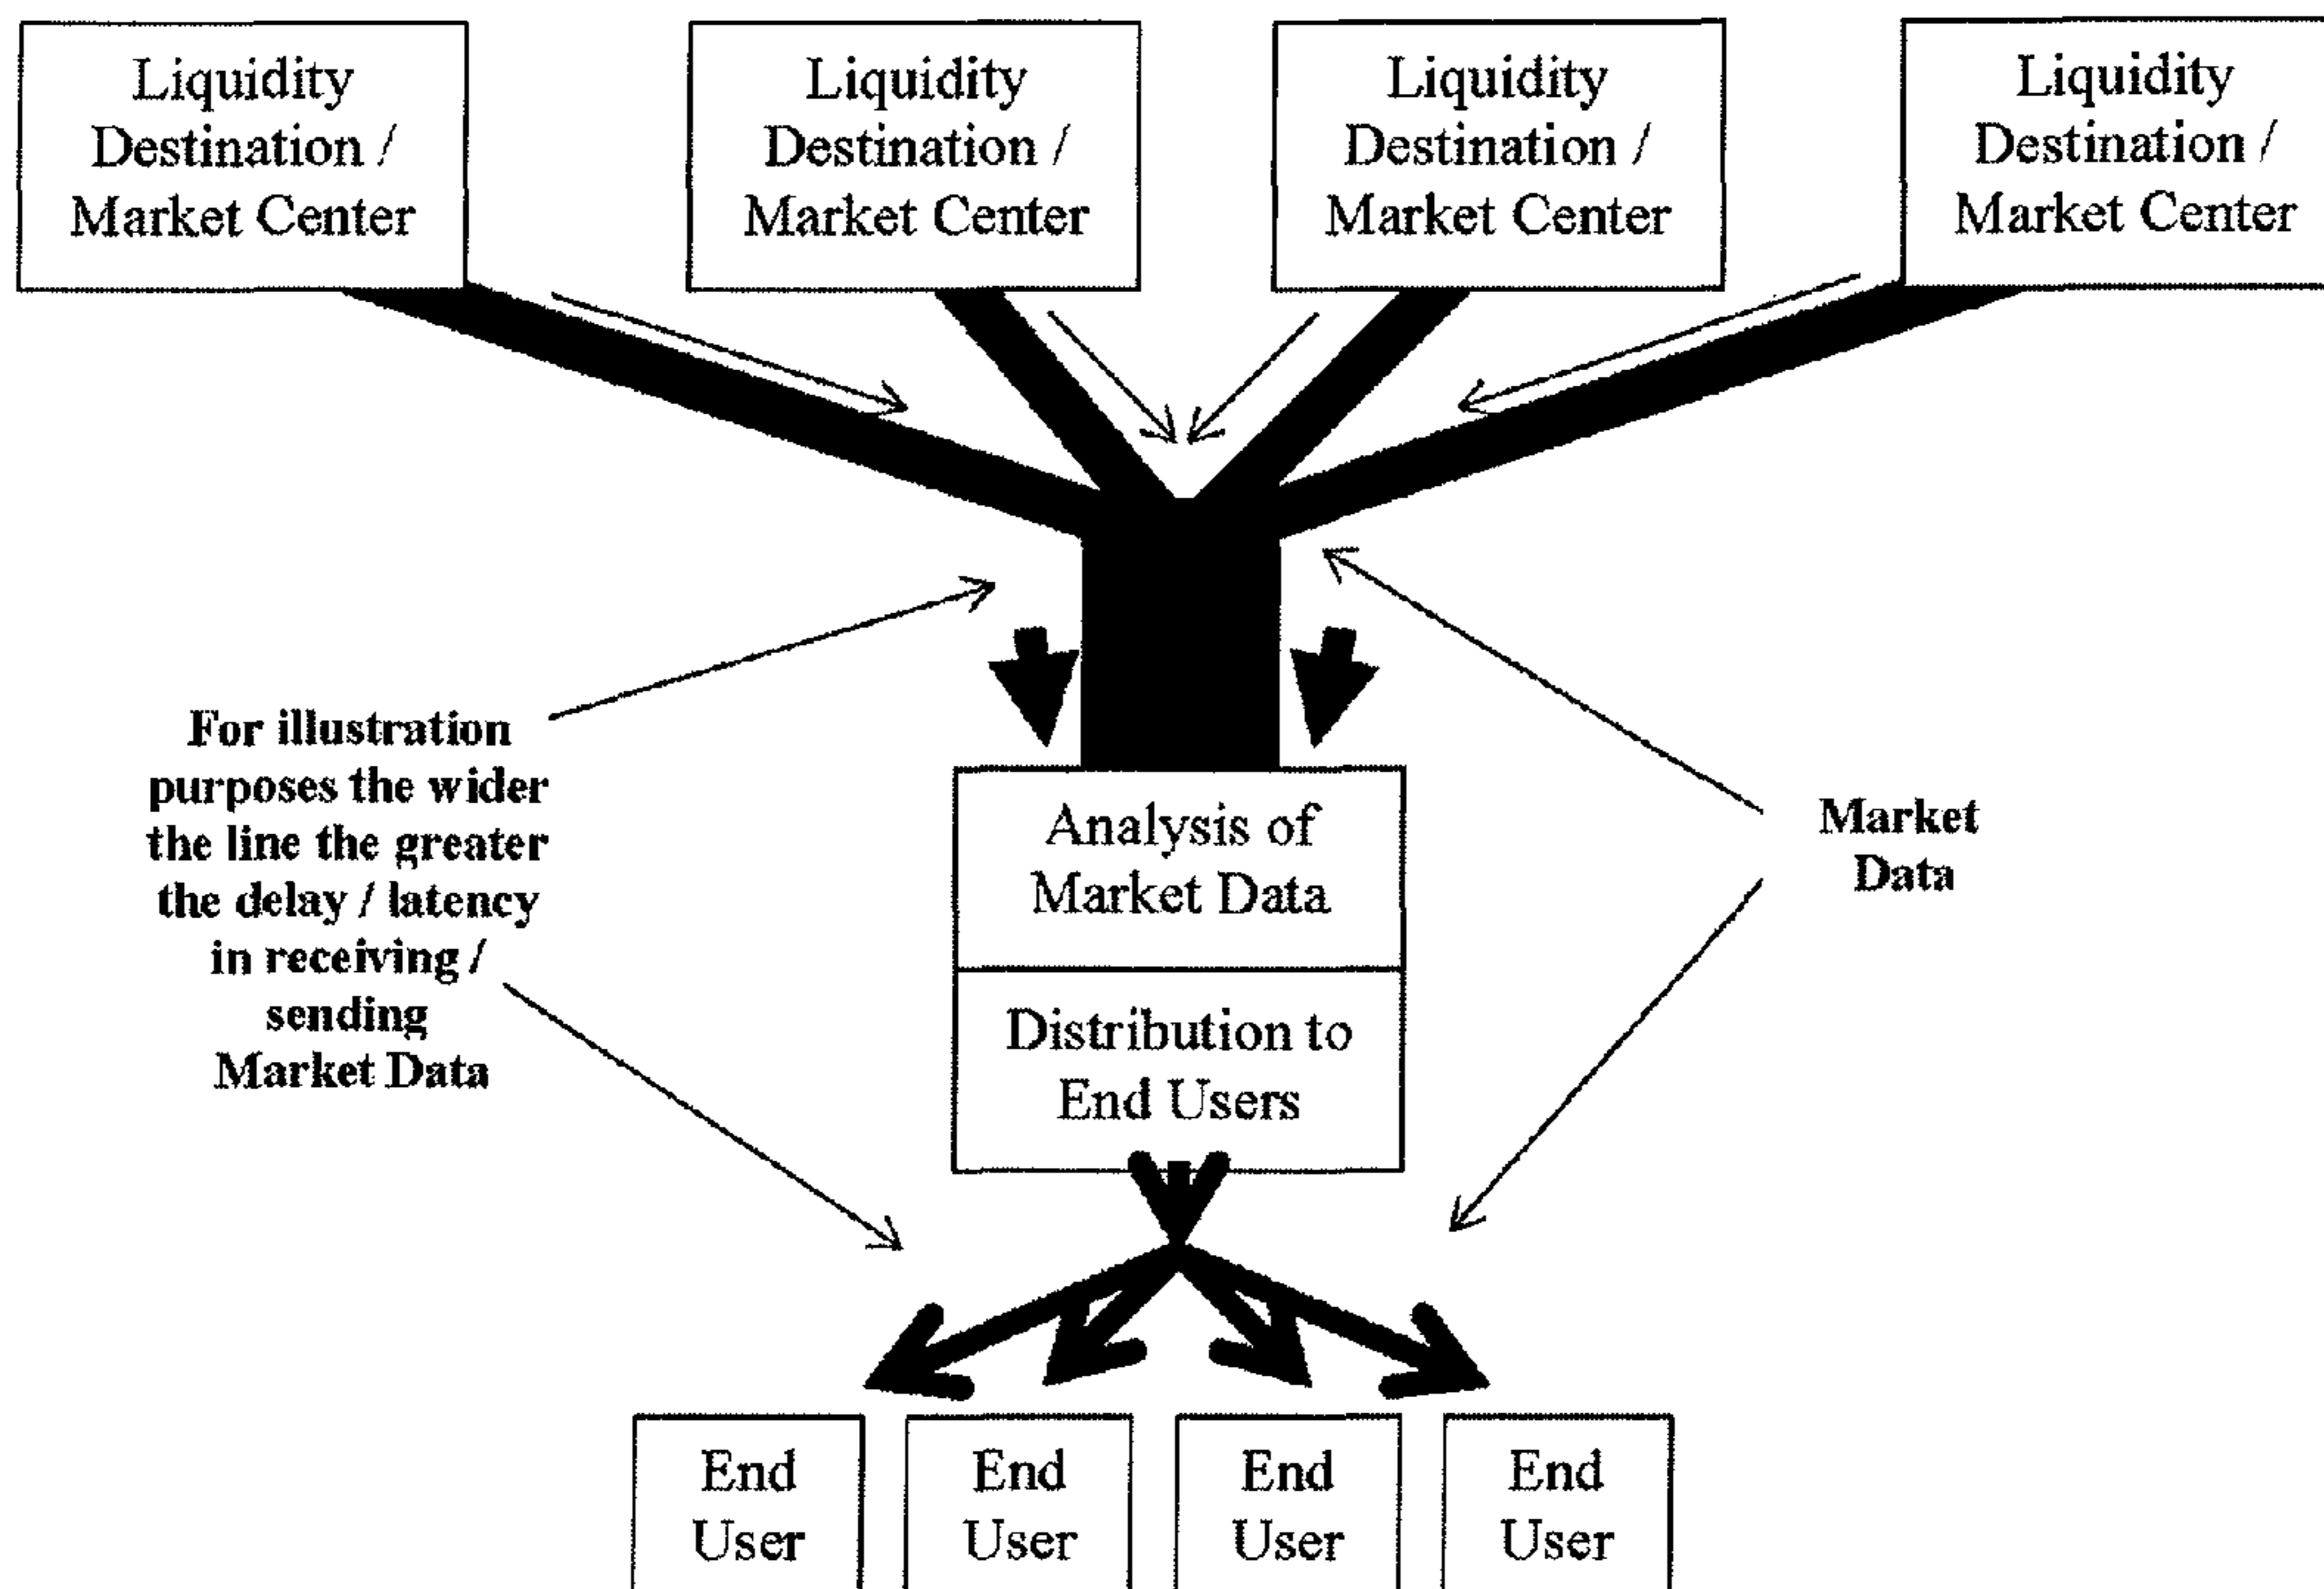 Liquidity
Destination /
Market Center
Liquidity
Destination /
Market Center
Liquidity
Destination /
Market Center
Liquidity
Destination /
Market Center
For illustration
purposes the wider
the line the greater
the delay / latency
in receiving /
sending
Market Data
Market
Data
Analysis of
Market Data
Distribution to
End Users
End
User
End
User
End
User
End
User